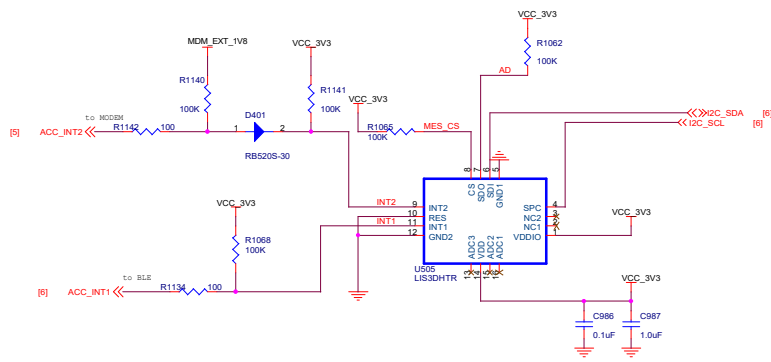 VCC_3V3
MDM_EXT_1V8
VCC_3V3
R1062
100K
R1140
100K
R1141
100K
VCC_3V3
AD
to MODEM
D401
[5]
ACC_INT2
R1142
100
1
2
RB520S-30
R1065
100K
MES_CS
I2C_SDA
[6]
I2C_SCL
[6]
8
7
6
5
CS
SDO
SDI
GND1
INT2
9
INT2
SPC
4
10
RES
NC2
3
INT1
11
INT1
NC1
2
12
GND2
VDDIO
1
VCC_3V3
ADC3
VDD
ADC2
ADC1
13
14
15
16
U505
LIS3DHTR
R1068
100K
to BLE
[6]
ACC_INT1
R1134
100
VCC_3V3
C986
0.1uF
C987
1.0uF